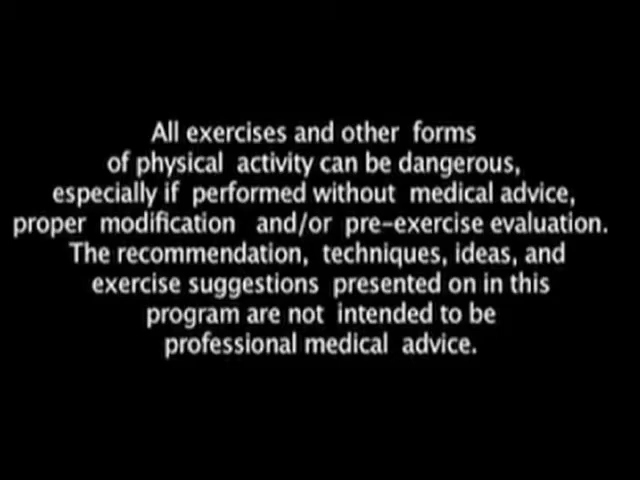 All exercises and other forms
of physical activity can be dangerous,
especially if performed without medical advice,
proper modification and/or pre-exercise evaluation.
The recommendation, techniques, ideas, and
exercise suggestions presented on in this
program are not intended to be
professional medical advice.